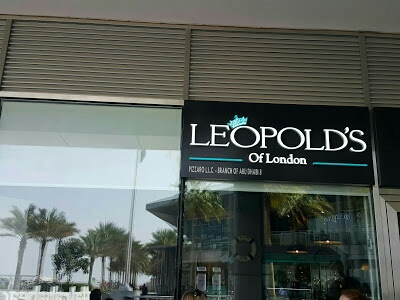 LEOPOLD'S
Of London
PIZZARO L.L.C. - BRANCH OF ABU DHABI 8